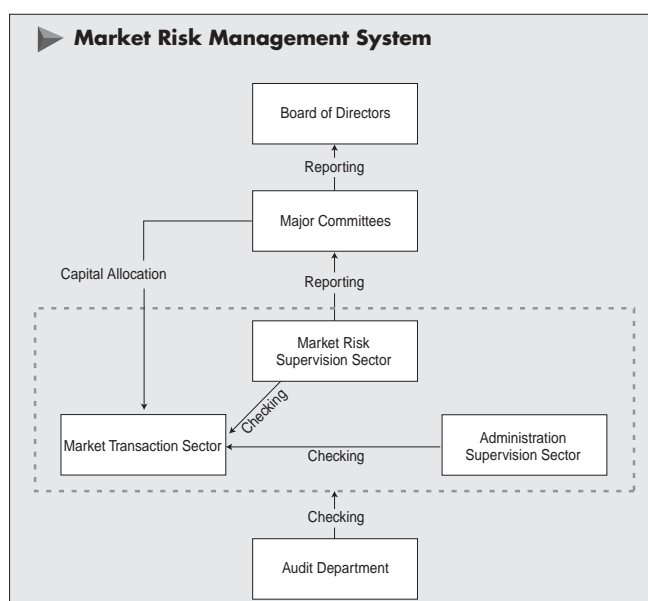 Market Risk Management System
Board of Directors
Reporting
Major Committees
Capital Allocation
Reporting
Market Risk
Supervision Sector
Checking
Market Transaction Sector
Checking
Administration
Supervision Sector
Checking
Audit Department